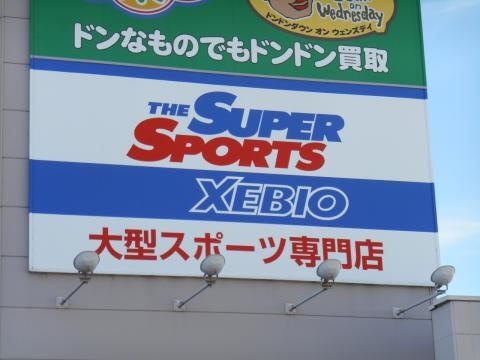 on
Wednesday
ドンドンダウン オン ウェンズデイ
ドンなものでもドンドン買取
THE SUPER
SPORTS
XEBIO
大型スポーツ専門店